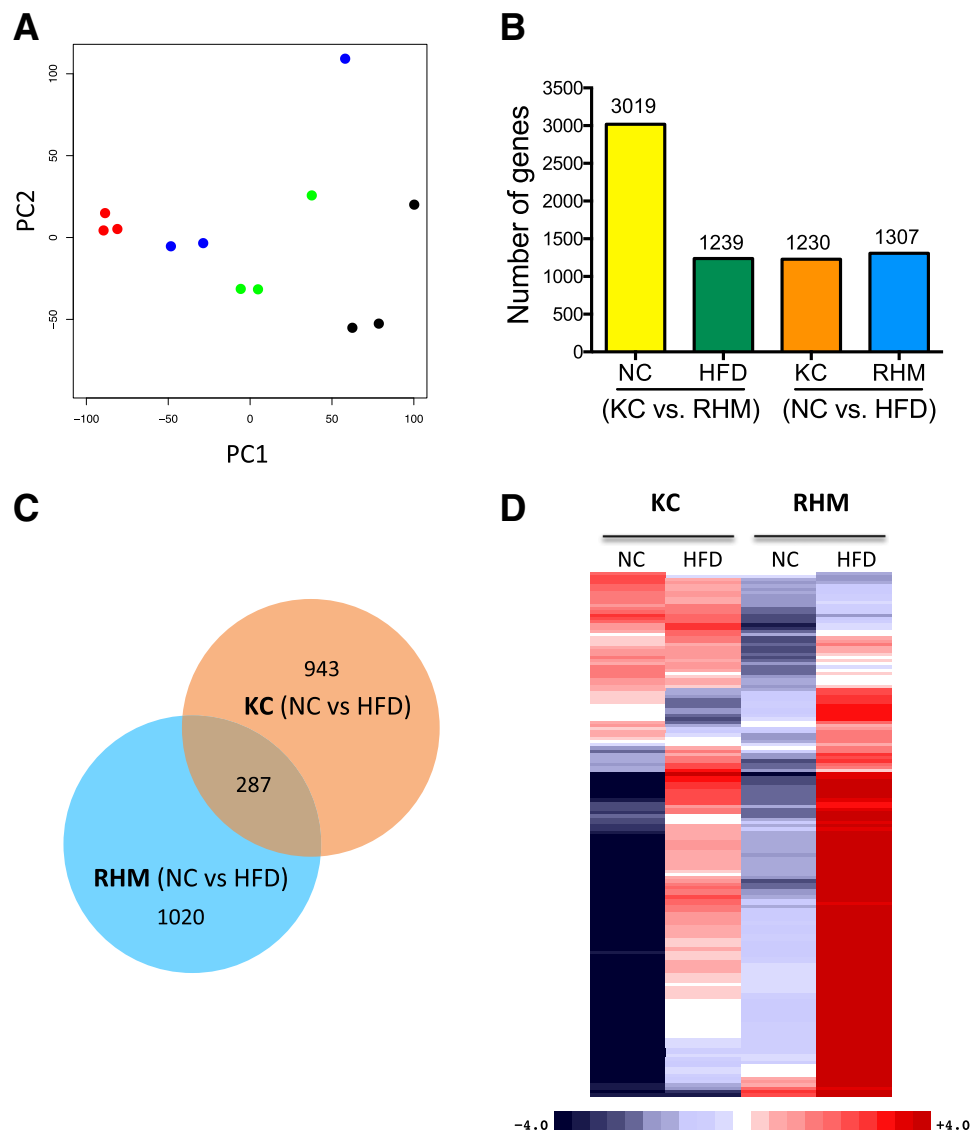 A
PC2
100
50
0
−50
−100
−50
0
50
100
PC1
B
Number of genes
3500
3000
2500
2000
1500
1000
500
0
3019
1239
1230
1307
NC
HFD
KC
RHM
(KC vs. RHM)
(NC vs. HFD)
C
943
KC (NC vs HFD)
287
RHM (NC vs HFD)
1020
D
KC
RHM
NC
HFD
NC
HFD
-4.0
+4.0